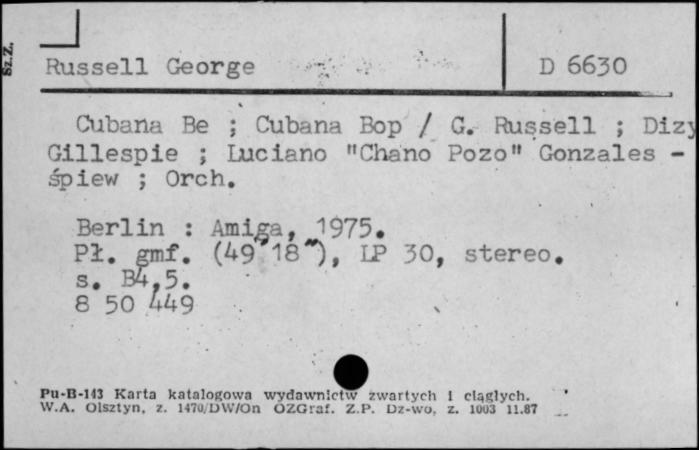 Sz.Z.
Russell George D 6630
Cubana Be ; Cubana Bop / G. Russell ; Dizy
Gillespie ; Luciano "Chano Pozo" Gonzales -
śpiew ; Orch.
Berlin : Amiga, 1975.
Pł. gmf. (49"18"), LP 30, stereo.
s. B4,5.
8 50 449
Pu-B-143 Karta katalogowa wydawnictw zwartych i ciągłych.
W.A. Olsztyn, z. 1470/DW/On OZGraf. Z.P. Dz-wo, z. 1003 11.87